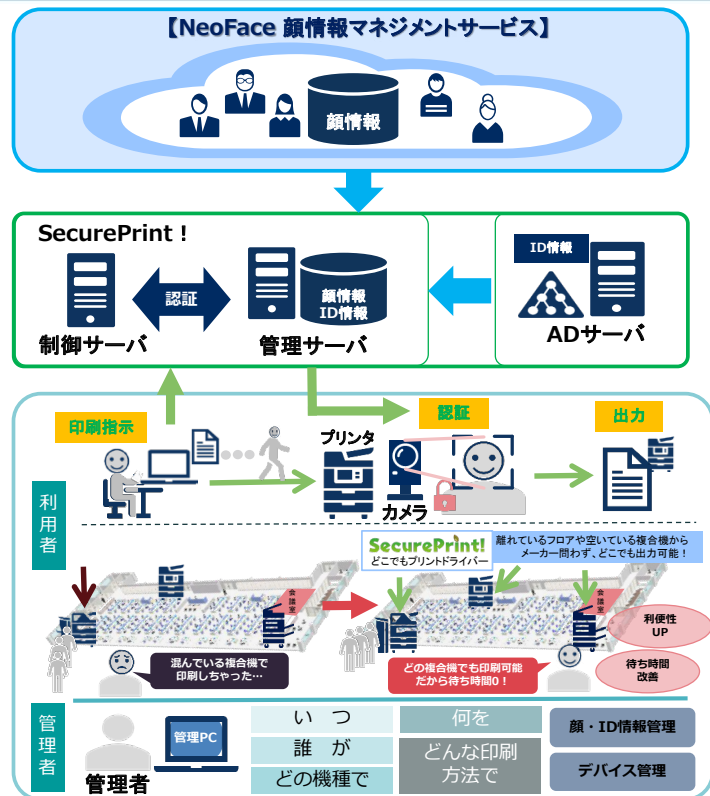 【NeoFace 顔情報マネジメントサービス】
顔情報
SecurePrint！
認証
顔情報
ID情報
制御サーバ
管理サーバ
ID情報
ADサーバ
印刷指示
プリンタ
認証
出力
カメラ
利用者
SecurePrint!
どこでもプリントドライバー
離れているフロアや空いている複合機から
メーカー問わず、どこでも出力可能！
会議室
会議室
利便性
UP
混んでいる複合機で
印刷しちゃった…
どの複合機でも印刷可能
だから待ち時間0！
待ち時間
改善
管理者
管理PC
管理者
いつ
誰が
どの機種で
何を
どんな印刷
方法で
顔・ID情報管理
デバイス管理